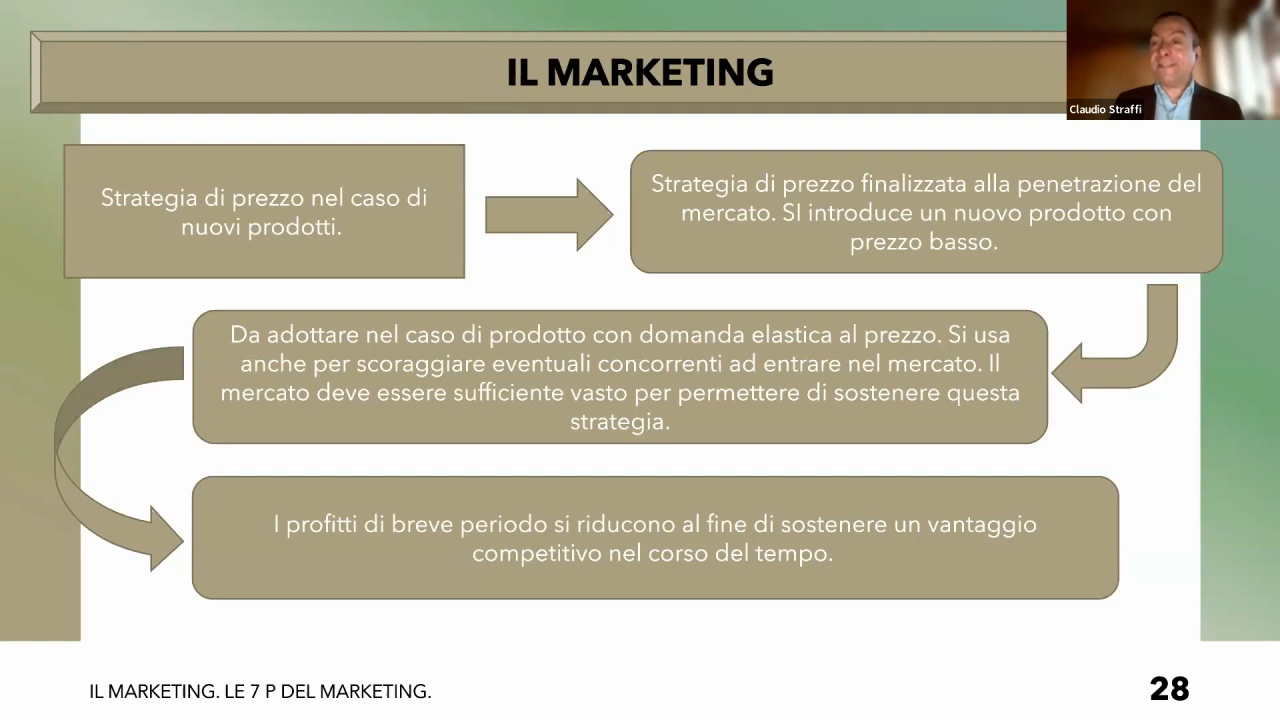 IL MARKETING
Claudio Straffi
Strategia di prezzo nel caso di
nuovi prodotti.
Strategia di prezzo finalizzata alla penetrazione del
mercato. SI introduce un nuovo prodotto con
prezzo basso.
Da adottare nel caso di prodotto con domanda elastica al prezzo. Si usa
anche per scoraggiare eventuali concorrenti ad entrare nel mercato. Il
mercato deve essere sufficiente vasto per permettere di sostenere questa
strategia.
I profitti di breve periodo si riducono al fine di sostenere un vantaggio
competitivo nel corso del tempo.
IL MARKETING. LE 7 P DEL MARKETING.
28